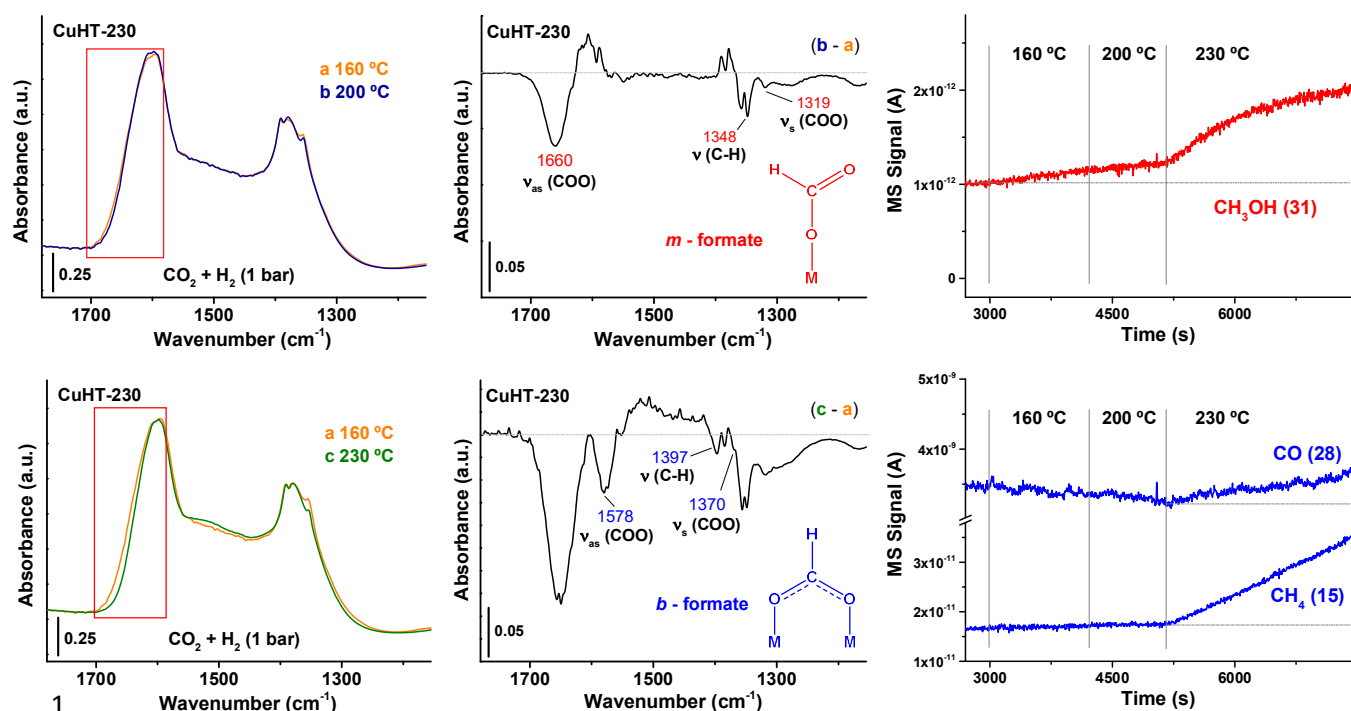 CuHT-230
a 160 ºC
b 200 ºC
CO₂ + H₂ (1 bar)
0.25
Absorbance (a.u.)
1700 1500 1300
Wavenumber (cm⁻¹)
CuHT-230
(b - a)
1660
νas (COO)
1348
ν (C-H)
1319
νs (COO)
H
C
O
O
M
m - formate
0.05
Absorbance (a.u.)
1700 1500 1300
Wavenumber (cm⁻¹)
160 ºC 200 ºC 230 ºC
2x10⁻¹²
1x10⁻¹²
0
MS Signal (A)
CH₃OH (31)
3000 4500 6000
Time (s)
CuHT-230
a 160 ºC
c 230 ºC
CO₂ + H₂ (1 bar)
0.25
Absorbance (a.u.)
1700 1500 1300
Wavenumber (cm⁻¹)
1
CuHT-230
(c - a)
1578
νas (COO)
1397
ν (C-H)
1370
νs (COO)
H
C
O O
M M
b - formate
0.05
Absorbance (a.u.)
1700 1500 1300
Wavenumber (cm⁻¹)
160 ºC 200 ºC 230 ºC
5x10⁻⁹
4x10⁻⁹
3x10⁻¹¹
2x10⁻¹¹
1x10⁻¹¹
MS Signal (A)
CO (28)
CH₄ (15)
3000 4500 6000
Time (s)